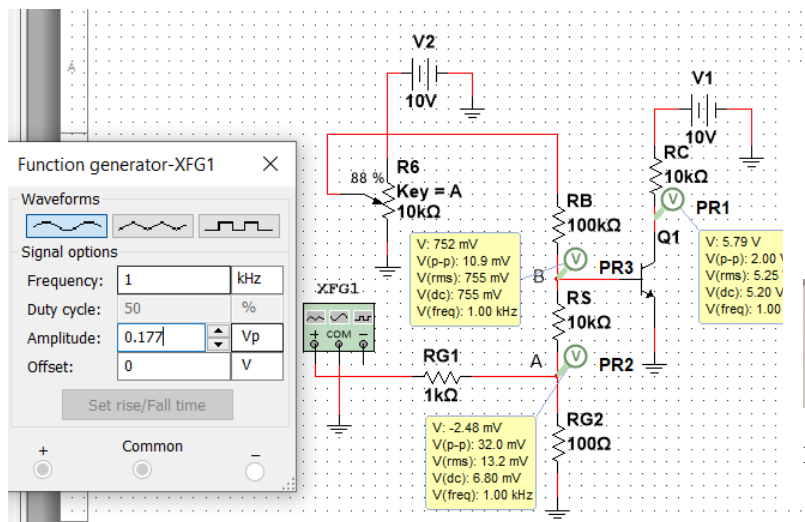 A
V2
10V
V1
10V
Function generator-XFG1
Waveforms
Signal options
Frequency:
1
kHz
Duty cycle:
50
%
Amplitude:
0.177
Vp
Offset:
0
V
Set rise/Fall time
+
Common
−
88 %
R6
Key = A
10kΩ
RC
10kΩ
RB
100kΩ
PR1
V
Q1
V: 752 mV
V(p-p): 10.9 mV
V(rms): 755 mV
V(dc): 755 mV
V(freq): 1.00 kHz
B
V
PR3
V: 5.79 V
V(p-p): 2.00 V
V(rms): 5.25
V(dc): 5.20 V
V(freq): 1.00
XFG1
+ COM −
RS
10kΩ
A
V
PR2
RG1
1kΩ
RG2
100Ω
V: -2.48 mV
V(p-p): 32.0 mV
V(rms): 13.2 mV
V(dc): 6.80 mV
V(freq): 1.00 kHz